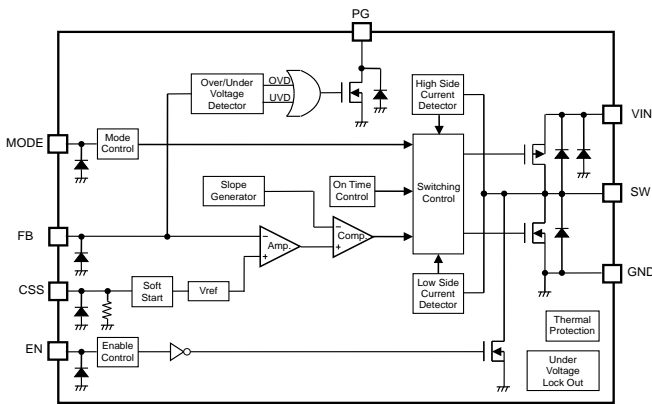 PG
Over/Under
Voltage
Detector
OVD
UVD
High Side
Current
Detector
VIN
MODE
Mode
Control
Slope
Generator
On Time
Control
Switching
Control
SW
FB
−
+
Amp.
−
+
Comp.
CSS
Soft
Start
Vref
Low Side
Current
Detector
GND
Thermal
Protection
EN
Enable
Control
Under
Voltage
Lock Out